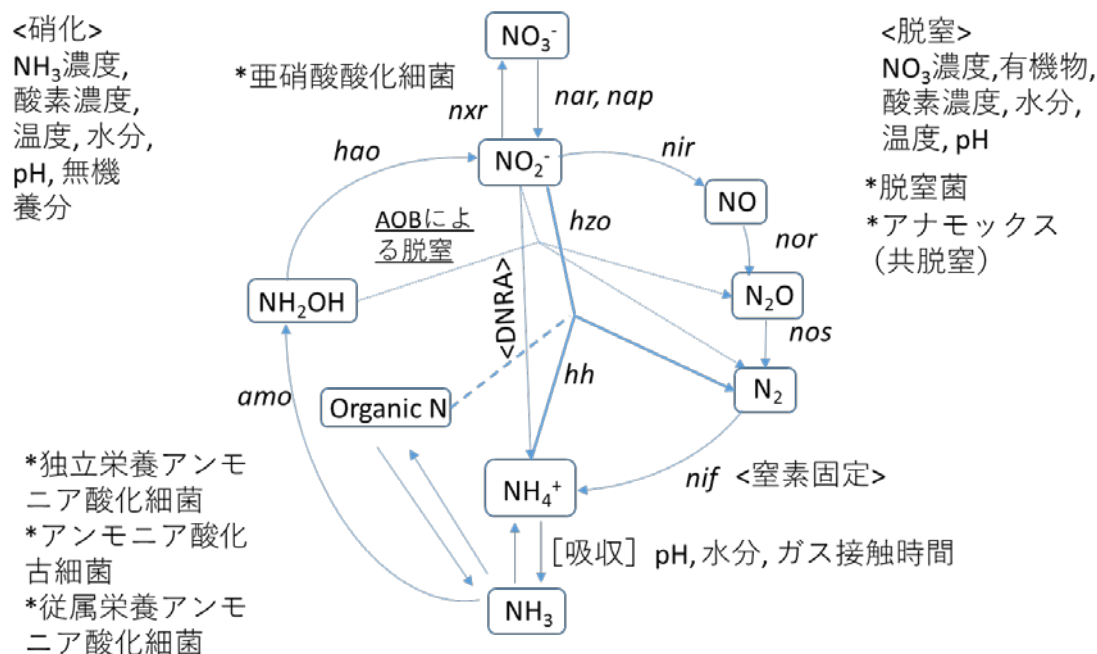 <硝化>
NH₃濃度,
酸素濃度,
温度, 水分,
pH, 無機
養分
NO₃⁻
<脱窒>
NO₃濃度,有機物,
酸素濃度, 水分,
温度, pH
*亜硝酸酸化細菌
nxr
nar, nap
hao
NO₂⁻
nir
*脱窒菌
*アナモックス
（共脱窒）
NO
AOBによ
る脱窒
hzo
nor
NH₂OH
<DNRA>
N₂O
nos
amo
Organic N
hh
N₂
*独立栄養アンモ
ニア酸化細菌
*アンモニア酸化
古細菌
*従属栄養アンモ
ニア酸化細菌
NH₄⁺
nif <窒素固定>
［吸収］pH, 水分, ガス接触時間
NH₃